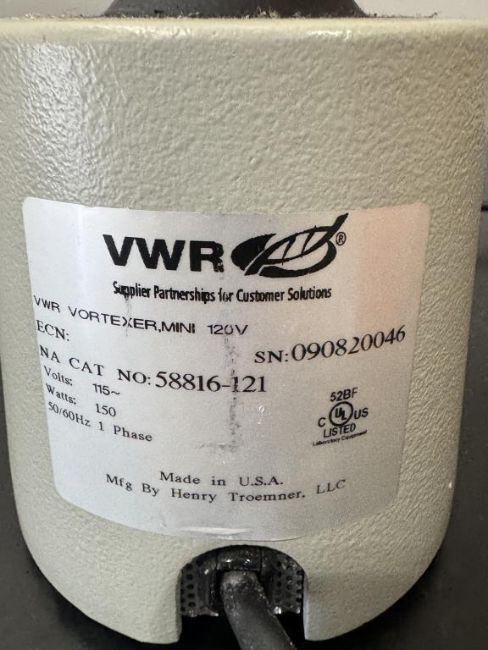 VWR ®
Supplier Partnerships for Customer Solutions
VWR VORTEXER,MINI 120V
ECN:
SN:090820046
NA CAT NO:58816-121
Volts: 115~
Watts: 150
50/60Hz 1 Phase
52BF
C UL US
LISTED
Laboratory Equipment
Made in U.S.A.
Mfg By Henry Troemner, LLC